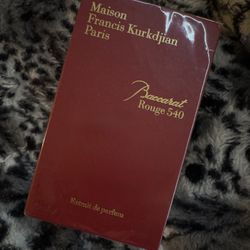 Maison
Francis Kurkdjian
Paris
Baccarat
Rouge 540
Extrait de parfum